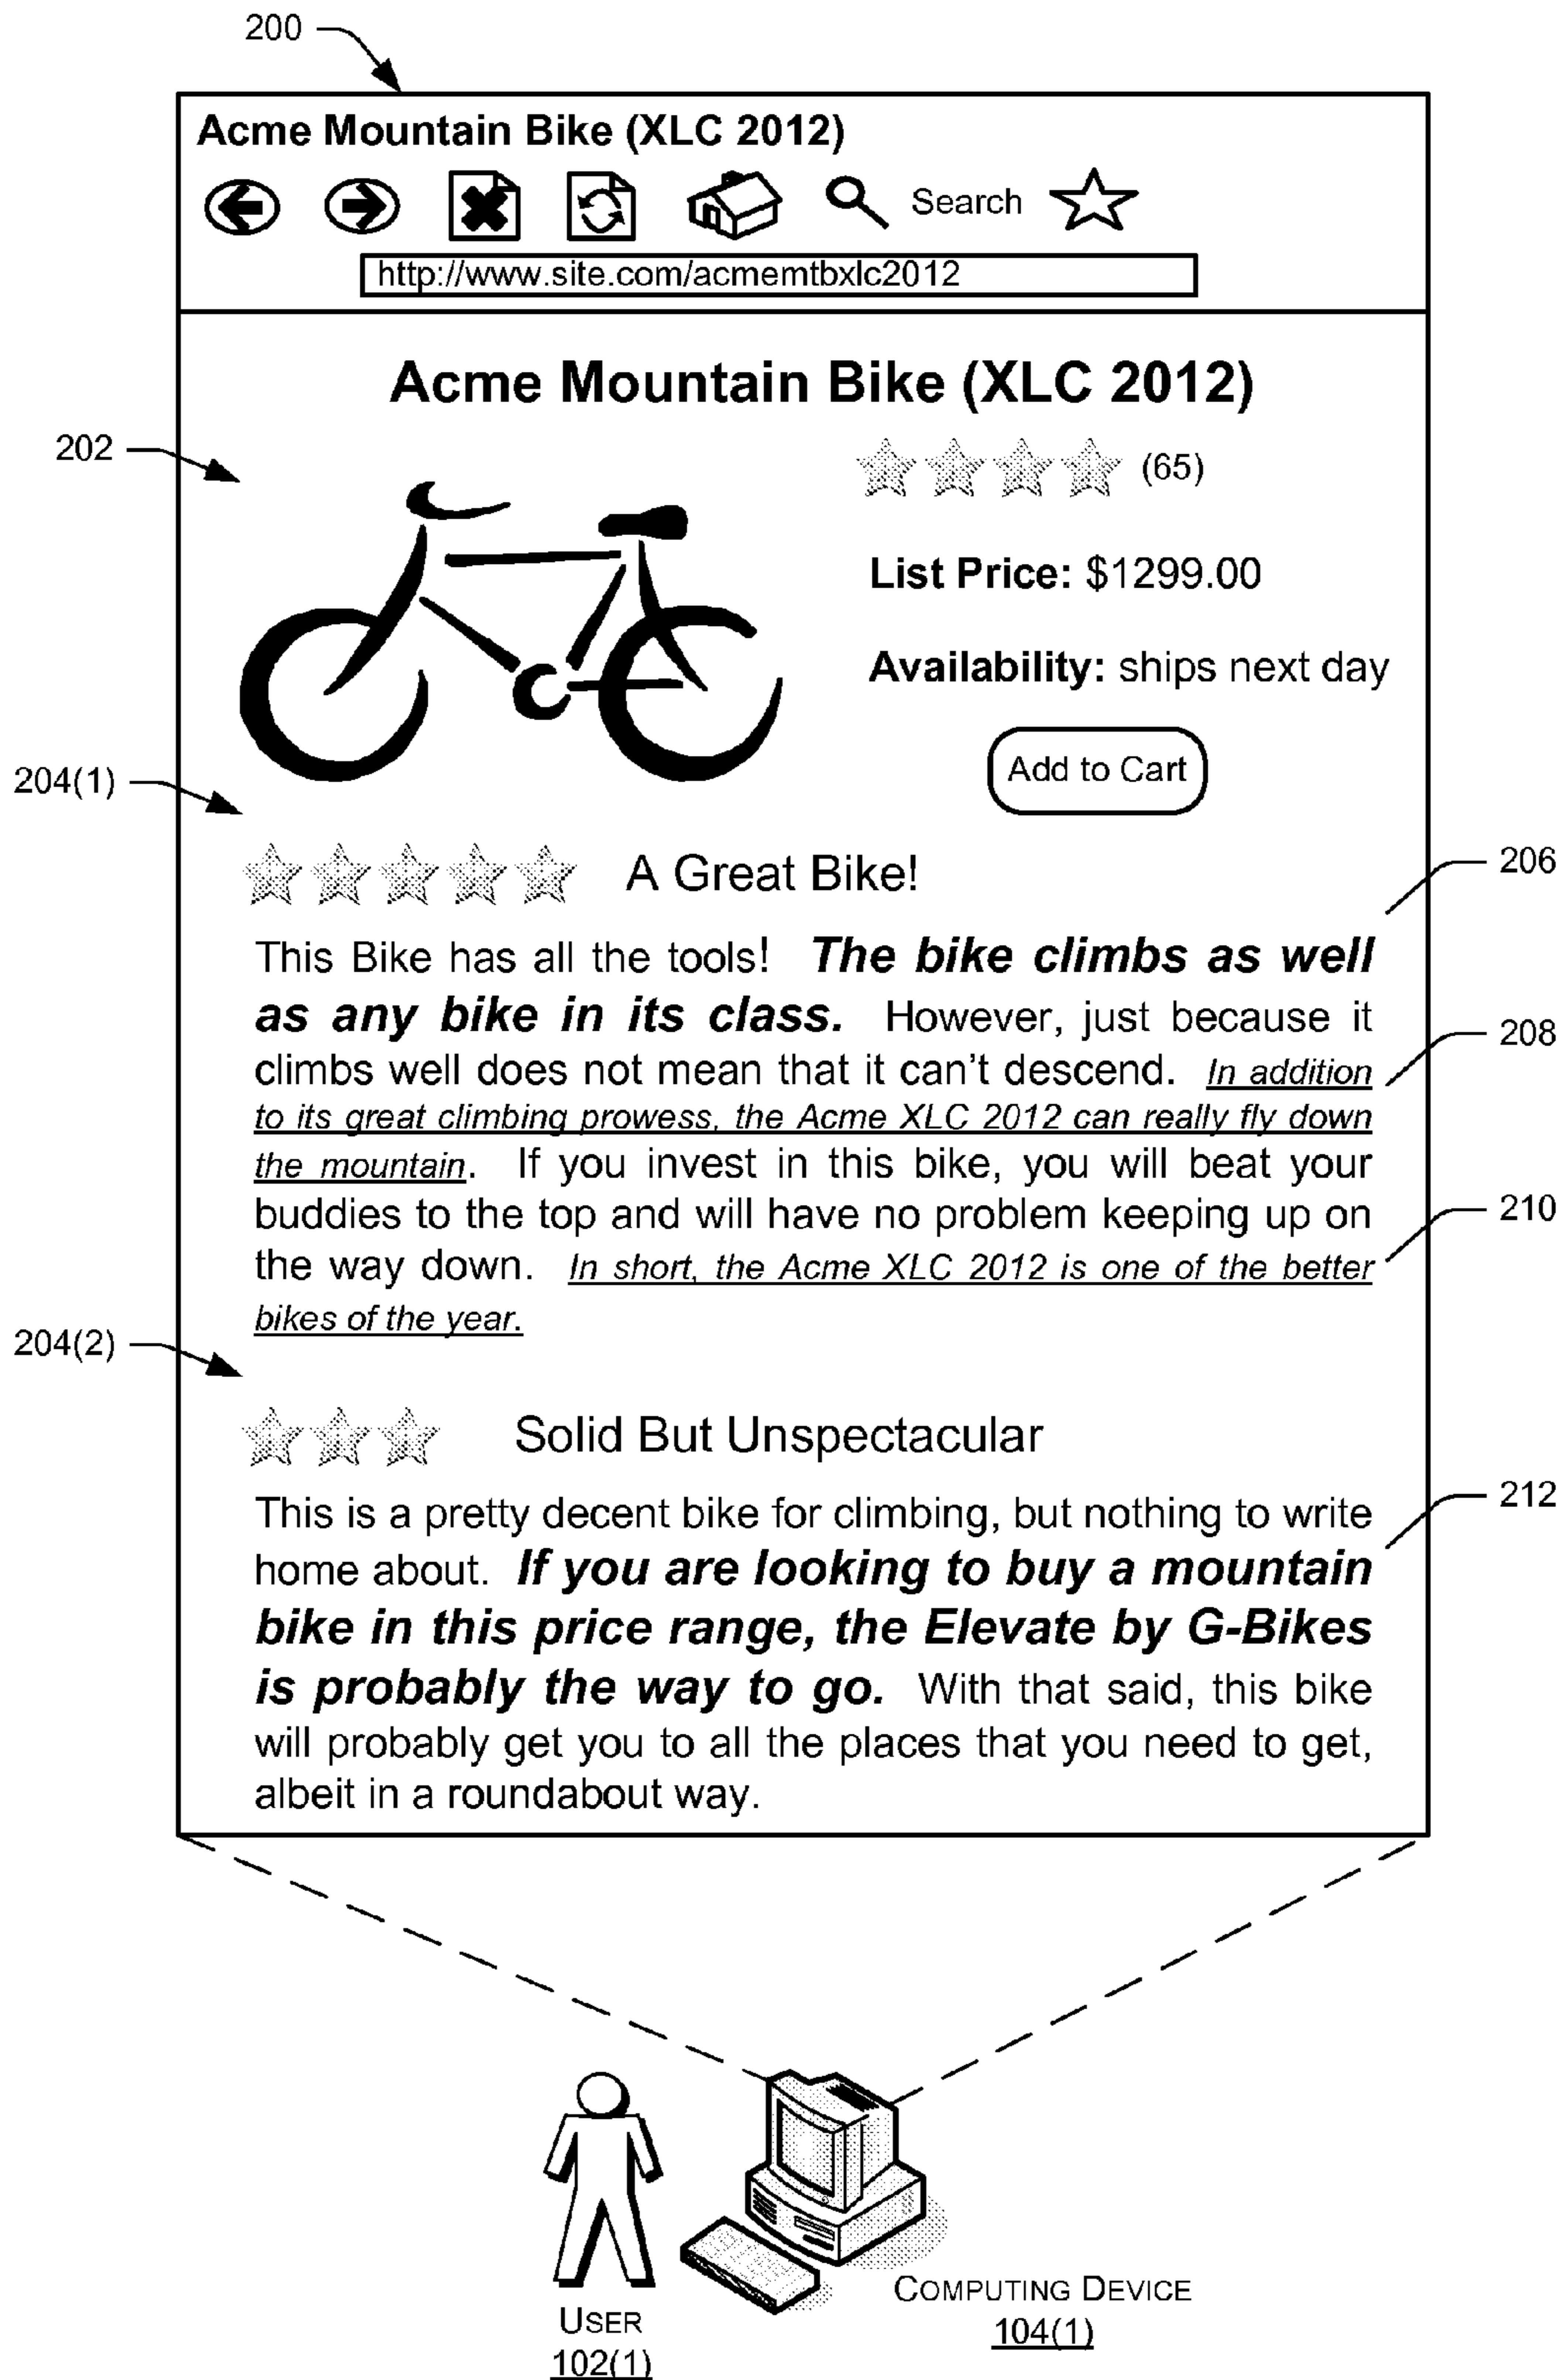 200
Acme Mountain Bike (XLC 2012)
Search
http://www.site.com/acmemtbxlc2012
Acme Mountain Bike (XLC 2012)
202
(65)
List Price: $1299.00
Availability: ships next day
Add to Cart
204(1)
A Great Bike!
206
This Bike has all the tools! The bike climbs as well
as any bike in its class. However, just because it
208
climbs well does not mean that it can't descend. In addition
to its great climbing prowess, the Acme XLC 2012 can really fly down
the mountain. If you invest in this bike, you will beat your
210
buddies to the top and will have no problem keeping up on
the way down. In short, the Acme XLC 2012 is one of the better
bikes of the year.
204(2)
Solid But Unspectacular
212
This is a pretty decent bike for climbing, but nothing to write
home about. If you are looking to buy a mountain
bike in this price range, the Elevate by G-Bikes
is probably the way to go. With that said, this bike
will probably get you to all the places that you need to get,
albeit in a roundabout way.
USER
102(1)
COMPUTING DEVICE
104(1)